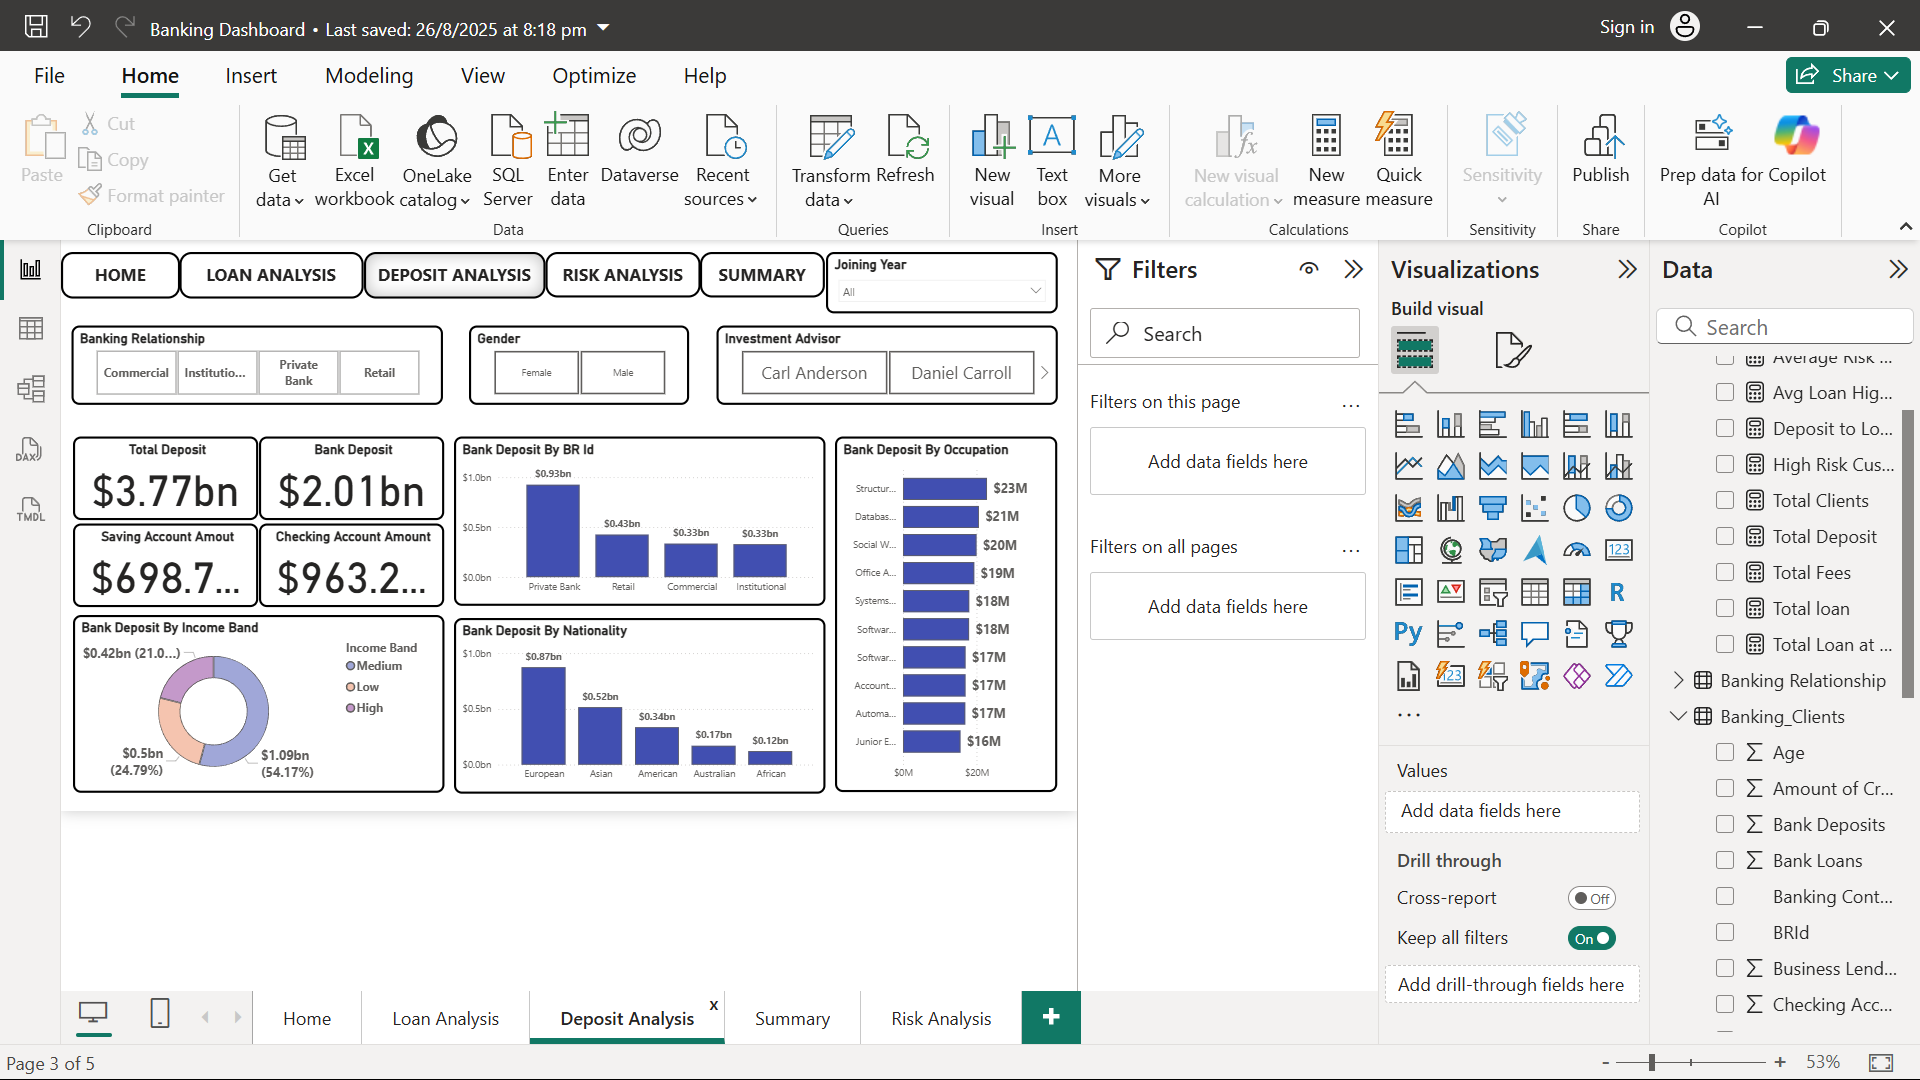 Banking Dashboard • Last saved: 26/8/2025 at 8:18 pm
Sign in
File
Home
Insert
Modeling
View
Optimize
Help
Share
Paste
Cut
Copy
Format painter
Clipboard
Get data
Excel workbook
OneLake catalog
SQL Server
Enter data
Dataverse
Recent sources
Data
Transform data
Refresh
Queries
New visual
Text box
More visuals
Insert
New visual calculation
New measure
Quick measure
Calculations
Sensitivity
Sensitivity
Publish
Share
Prep data for AI
Copilot
Copilot
DAX
TMDL
HOME
LOAN ANALYSIS
DEPOSIT ANALYSIS
RISK ANALYSIS
SUMMARY
Joining Year
All
Banking Relationship
Commercial
Institutio...
Private Bank
Retail
Gender
Female
Male
Investment Advisor
Carl Anderson
Daniel Carroll
Total Deposit
$3.77bn
Bank Deposit
$2.01bn
Saving Account Amout
$698.7...
Checking Account Amount
$963.2...
Bank Deposit By BR Id
$1.0bn
$0.5bn
$0.0bn
$0.93bn
$0.43bn
$0.33bn
$0.33bn
Private Bank
Retail
Commercial
Institutional
Bank Deposit By Occupation
Structur... $23M
Databas... $21M
Social W... $20M
Office A... $19M
Systems... $18M
Softwar... $18M
Softwar... $17M
Account... $17M
Automa... $17M
Junior E... $16M
$0M
$20M
Bank Deposit By Income Band
$0.42bn (21.0...)
$0.5bn
(24.79%)
$1.09bn
(54.17%)
Income Band
Medium
Low
High
Bank Deposit By Nationality
$1.0bn
$0.5bn
$0.0bn
$0.87bn
$0.52bn
$0.34bn
$0.17bn
$0.12bn
European
Asian
American
Australian
African
Filters
Search
Filters on this page
...
Add data fields here
Filters on all pages
...
Add data fields here
Visualizations
Build visual
123
R
Py
123
...
Values
Add data fields here
Drill through
Cross-report
Off
Keep all filters
On
Add drill-through fields here
Data
Search
Average Risk ...
Avg Loan Hig...
Deposit to Lo...
High Risk Cus...
Total Clients
Total Deposit
Total Fees
Total loan
Total Loan at ...
Banking Relationship
Banking_Clients
Age
Amount of Cr...
Bank Deposits
Bank Loans
Banking Cont...
BRId
Business Lend...
Checking Acc...
Home
Loan Analysis
Deposit Analysis
x
Summary
Risk Analysis
+
Page 3 of 5
-
+
53%